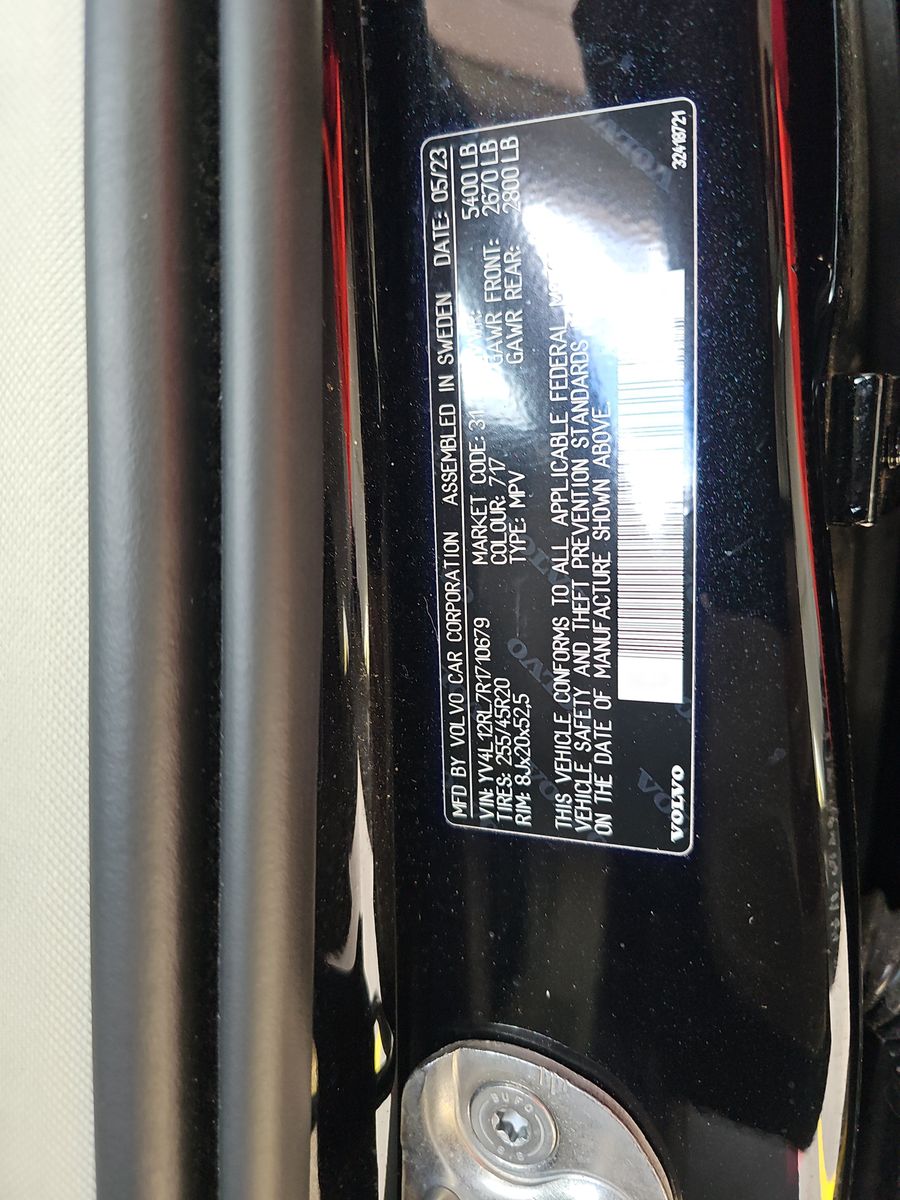 MFD BY VOLVO CAR CORPORATION ASSEMBLED IN SWEDEN DATE: 05/23
VIN: YV4L12RL7R1710679 MARKET CODE: 31 5400 LB
TIRES: 255/45R20 COLOUR: 717 GAWR FRONT: 2670 LB
RIM: 8Jx20x52,5 TYPE: MPV GAWR REAR: 2800 LB
THIS VEHICLE CONFORMS TO ALL APPLICABLE FEDERAL
VEHICLE SAFETY AND THEFT PREVENTION STANDARDS
ON THE DATE OF MANUFACTURE SHOWN ABOVE.
VOLVO 32418721
BUFO